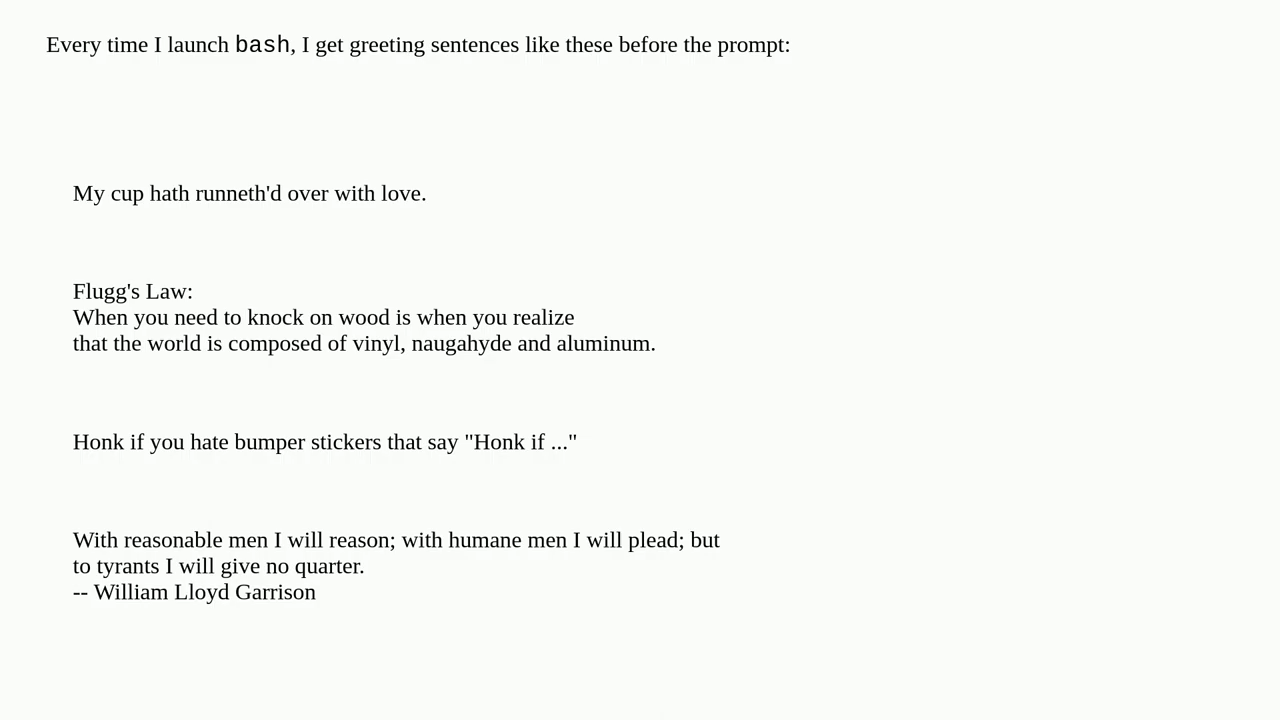 Every time I launch bash, I get greeting sentences like these before the prompt:
My cup hath runneth'd over with love.
Flugg's Law:
When you need to knock on wood is when you realize
that the world is composed of vinyl, naugahyde and aluminum.
Honk if you hate bumper stickers that say "Honk if ..."
With reasonable men I will reason; with humane men I will plead; but
to tyrants I will give no quarter.
-- William Lloyd Garrison